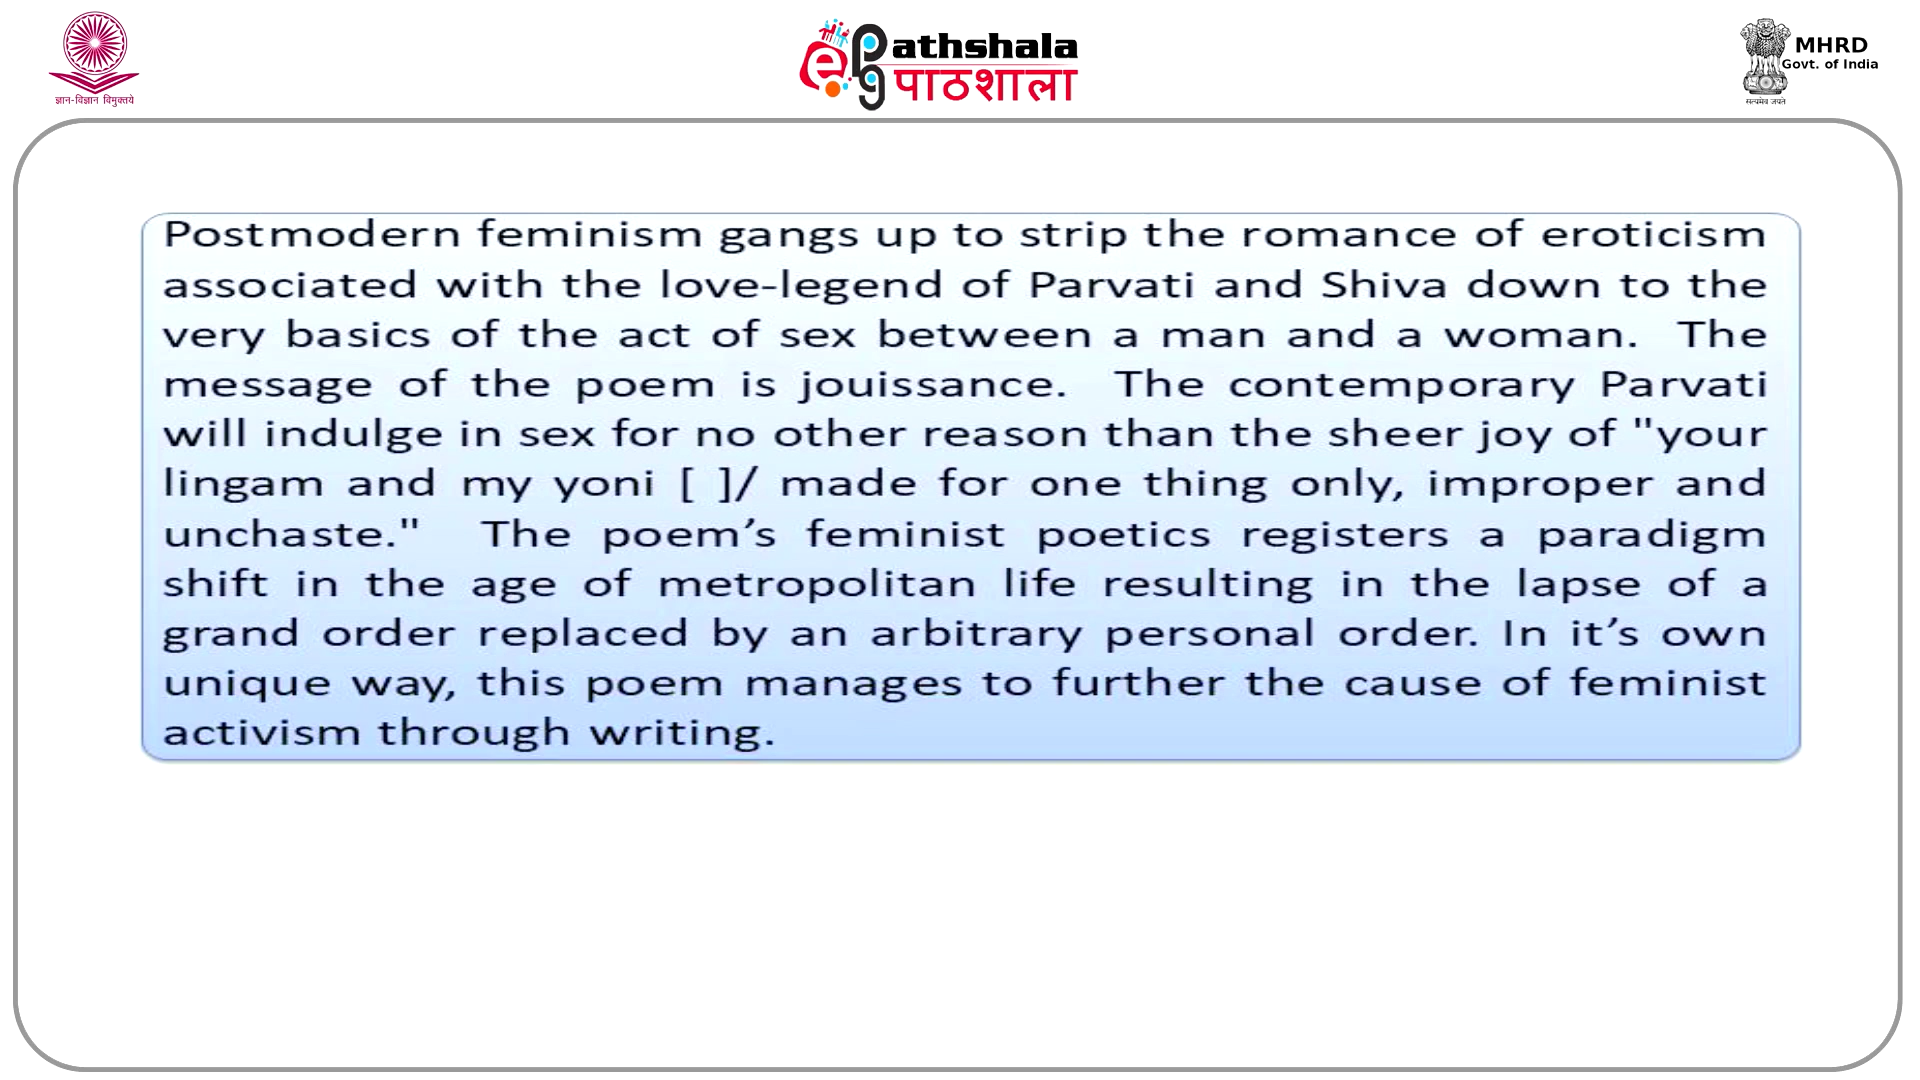 ज्ञान-विज्ञान विमुक्तये
ePathshala
पाठशाला
MHRD
Govt. of India
सत्यमेव जयते
Postmodern feminism gangs up to strip the romance of eroticism
associated with the love-legend of Parvati and Shiva down to the
very basics of the act of sex between a man and a woman.  The
message of the poem is jouissance.  The contemporary Parvati
will indulge in sex for no other reason than the sheer joy of "your
lingam and my yoni [ ]/ made for one thing only, improper and
unchaste."  The poem’s feminist poetics registers a paradigm
shift in the age of metropolitan life resulting in the lapse of a
grand order replaced by an arbitrary personal order. In it’s own
unique way, this poem manages to further the cause of feminist
activism through writing.